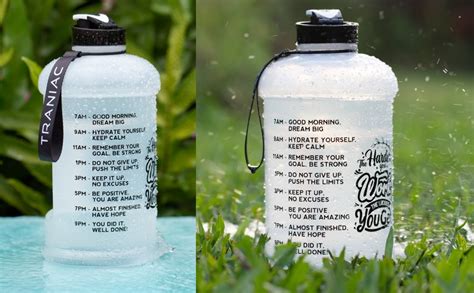 TRANIAC
7AM - GOOD MORNING,
DREAM BIG
9AM - HYDRATE YOURSELF,
KEEP CALM
11AM - REMEMBER YOUR
GOAL, BE STRONG
1PM - DO NOT GIVE UP,
PUSH THE LIMITS
3PM - KEEP IT UP,
NO EXCUSES
5PM - BE POSITIVE
YOU ARE AMAZING
7PM - ALMOST FINISHED,
HAVE HOPE
9PM - YOU DID IT,
WELL DONE!
7AM - GOOD MORNING,
DREAM BIG
9AM - HYDRATE YOURSELF,
KEEP CALM
11AM - REMEMBER YOUR
GOAL, BE STRONG
1PM - DO NOT GIVE UP,
PUSH THE LIMITS
3PM - KEEP IT UP,
NO EXCUSES
5PM - BE POSITIVE
YOU ARE AMAZING
7PM - ALMOST FINISHED,
HAVE HOPE
9PM - YOU DID IT,
WELL DONE!
The